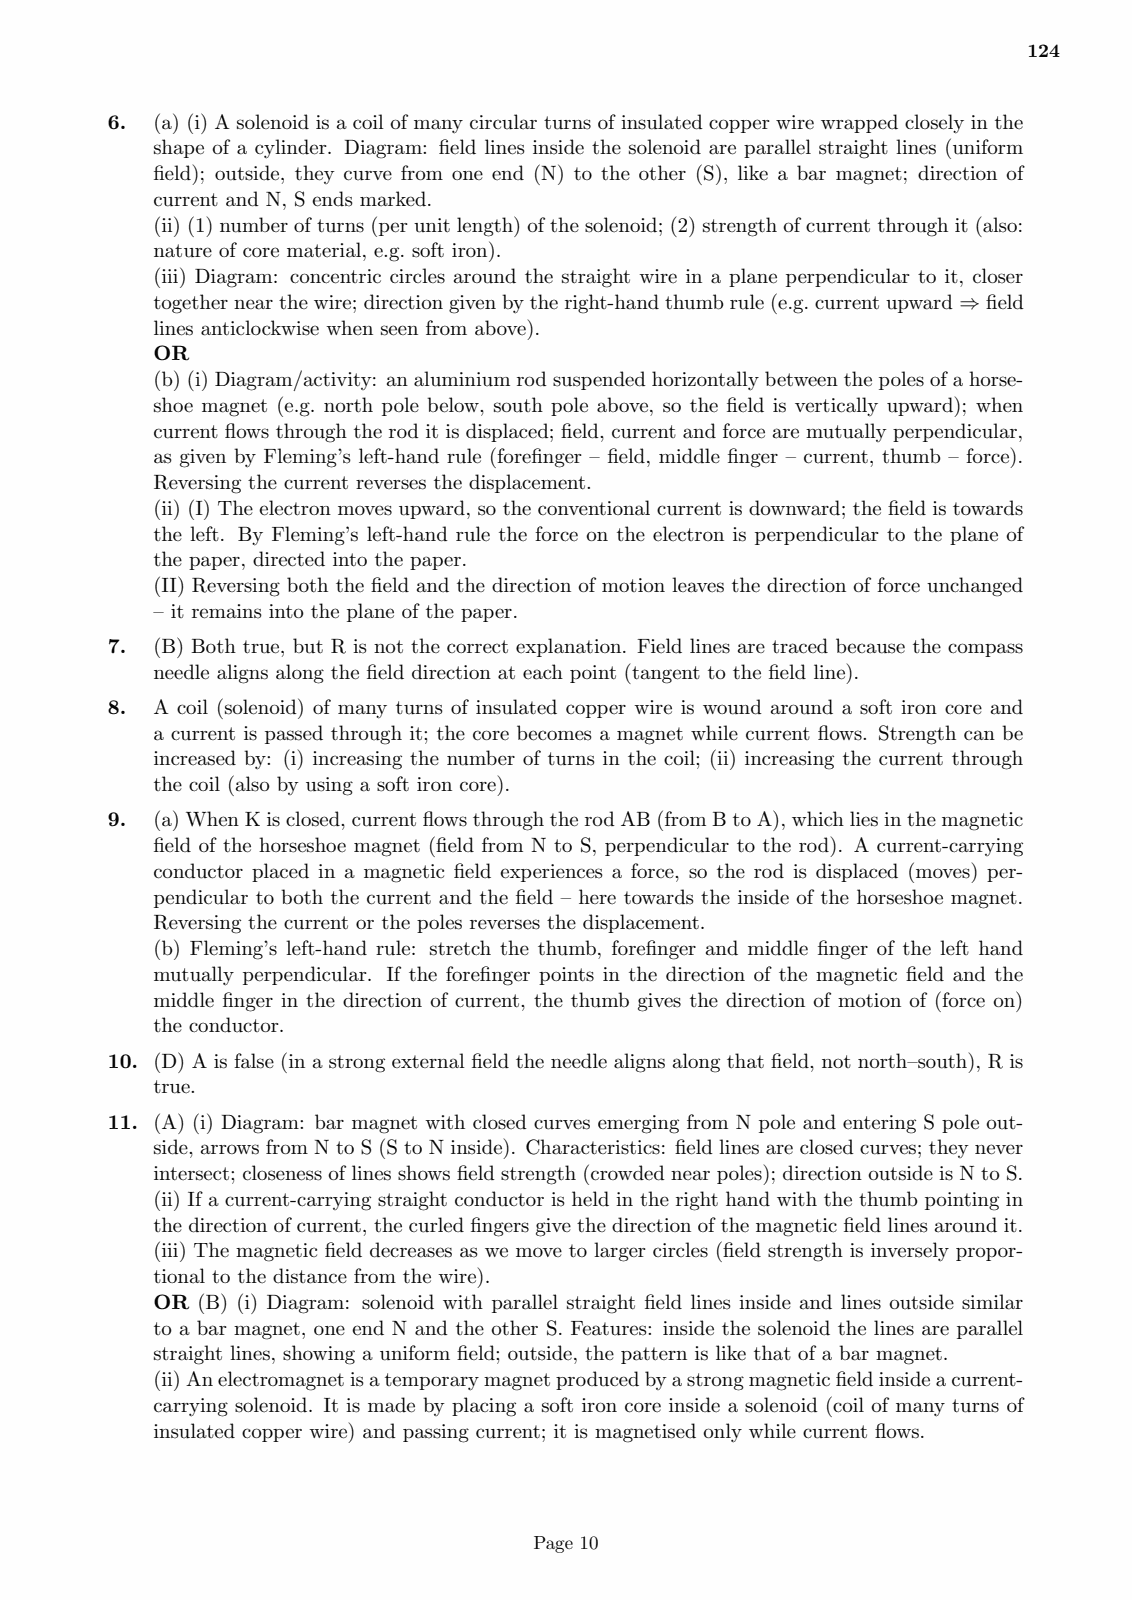 124
6. (a) (i) A solenoid is a coil of many circular turns of insulated copper wire wrapped closely in the
shape of a cylinder. Diagram: field lines inside the solenoid are parallel straight lines (uniform
field); outside, they curve from one end (N) to the other (S), like a bar magnet; direction of
current and N, S ends marked.
(ii) (1) number of turns (per unit length) of the solenoid; (2) strength of current through it (also:
nature of core material, e.g. soft iron).
(iii) Diagram: concentric circles around the straight wire in a plane perpendicular to it, closer
together near the wire; direction given by the right-hand thumb rule (e.g. current upward ⇒ field
lines anticlockwise when seen from above).
OR
(b) (i) Diagram/activity: an aluminium rod suspended horizontally between the poles of a horse-
shoe magnet (e.g. north pole below, south pole above, so the field is vertically upward); when
current flows through the rod it is displaced; field, current and force are mutually perpendicular,
as given by Fleming's left-hand rule (forefinger – field, middle finger – current, thumb – force).
Reversing the current reverses the displacement.
(ii) (I) The electron moves upward, so the conventional current is downward; the field is towards
the left. By Fleming's left-hand rule the force on the electron is perpendicular to the plane of
the paper, directed into the paper.
(II) Reversing both the field and the direction of motion leaves the direction of force unchanged
– it remains into the plane of the paper.
7. (B) Both true, but R is not the correct explanation. Field lines are traced because the compass
needle aligns along the field direction at each point (tangent to the field line).
8. A coil (solenoid) of many turns of insulated copper wire is wound around a soft iron core and
a current is passed through it; the core becomes a magnet while current flows. Strength can be
increased by: (i) increasing the number of turns in the coil; (ii) increasing the current through
the coil (also by using a soft iron core).
9. (a) When K is closed, current flows through the rod AB (from B to A), which lies in the magnetic
field of the horseshoe magnet (field from N to S, perpendicular to the rod). A current-carrying
conductor placed in a magnetic field experiences a force, so the rod is displaced (moves) per-
pendicular to both the current and the field – here towards the inside of the horseshoe magnet.
Reversing the current or the poles reverses the displacement.
(b) Fleming's left-hand rule: stretch the thumb, forefinger and middle finger of the left hand
mutually perpendicular. If the forefinger points in the direction of the magnetic field and the
middle finger in the direction of current, the thumb gives the direction of motion of (force on)
the conductor.
10. (D) A is false (in a strong external field the needle aligns along that field, not north–south), R is
true.
11. (A) (i) Diagram: bar magnet with closed curves emerging from N pole and entering S pole out-
side, arrows from N to S (S to N inside). Characteristics: field lines are closed curves; they never
intersect; closeness of lines shows field strength (crowded near poles); direction outside is N to S.
(ii) If a current-carrying straight conductor is held in the right hand with the thumb pointing in
the direction of current, the curled fingers give the direction of the magnetic field lines around it.
(iii) The magnetic field decreases as we move to larger circles (field strength is inversely propor-
tional to the distance from the wire).
OR (B) (i) Diagram: solenoid with parallel straight field lines inside and lines outside similar
to a bar magnet, one end N and the other S. Features: inside the solenoid the lines are parallel
straight lines, showing a uniform field; outside, the pattern is like that of a bar magnet.
(ii) An electromagnet is a temporary magnet produced by a strong magnetic field inside a current-
carrying solenoid. It is made by placing a soft iron core inside a solenoid (coil of many turns of
insulated copper wire) and passing current; it is magnetised only while current flows.
Page 10